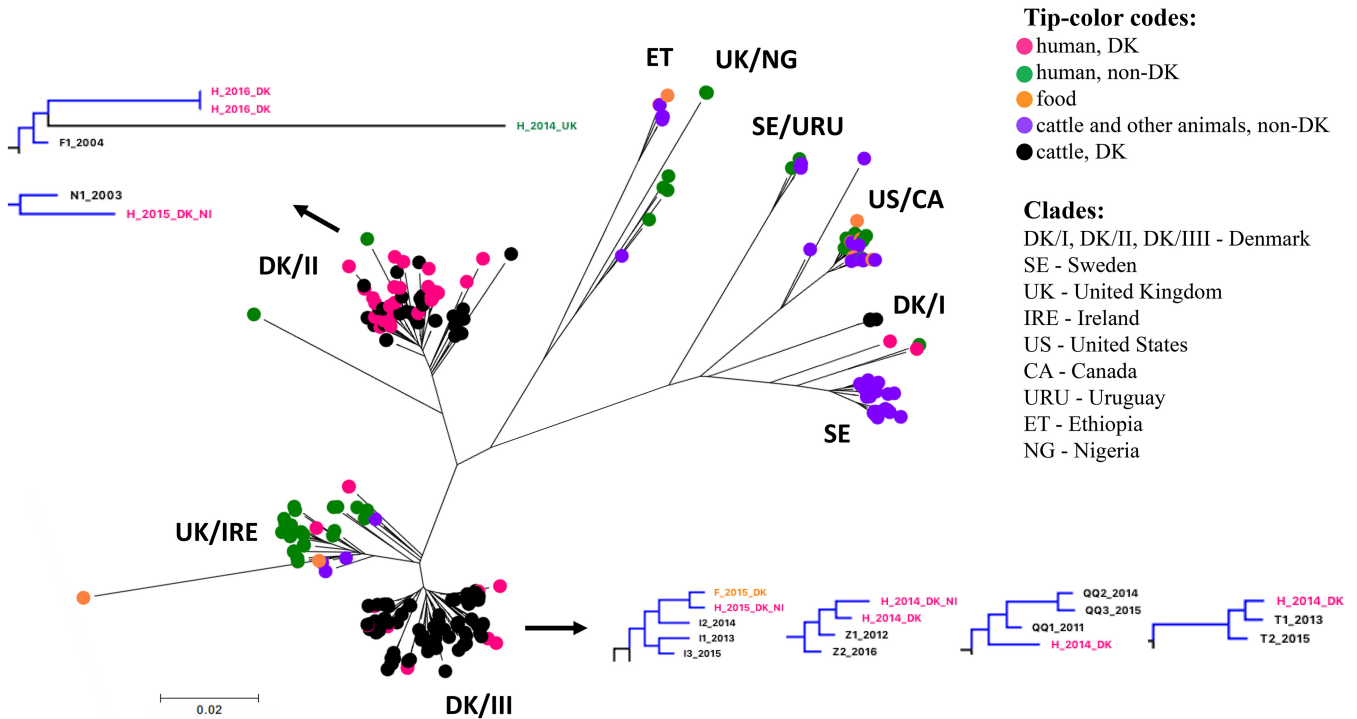 Tip-color codes:
human, DK
human, non-DK
food
cattle and other animals, non-DK
cattle, DK
Clades:
DK/I, DK/II, DK/IIII - Denmark
SE - Sweden
UK - United Kingdom
IRE - Ireland
US - United States
CA - Canada
URU - Uruguay
ET - Ethiopia
NG - Nigeria
ET
UK/NG
SE/URU
US/CA
DK/I
SE
DK/II
UK/IRE
DK/III
H_2016_DK
H_2016_DK
H_2014_UK
F1_2004
N1_2003
H_2015_DK_NI
F_2015_DK
H_2015_DK_NI
I2_2014
I1_2013
I3_2015
H_2014_DK_NI
H_2014_DK
Z1_2012
Z2_2016
QQ2_2014
QQ3_2015
QQ1_2011
H_2014_DK
H_2014_DK
T1_2013
T2_2015
0.02